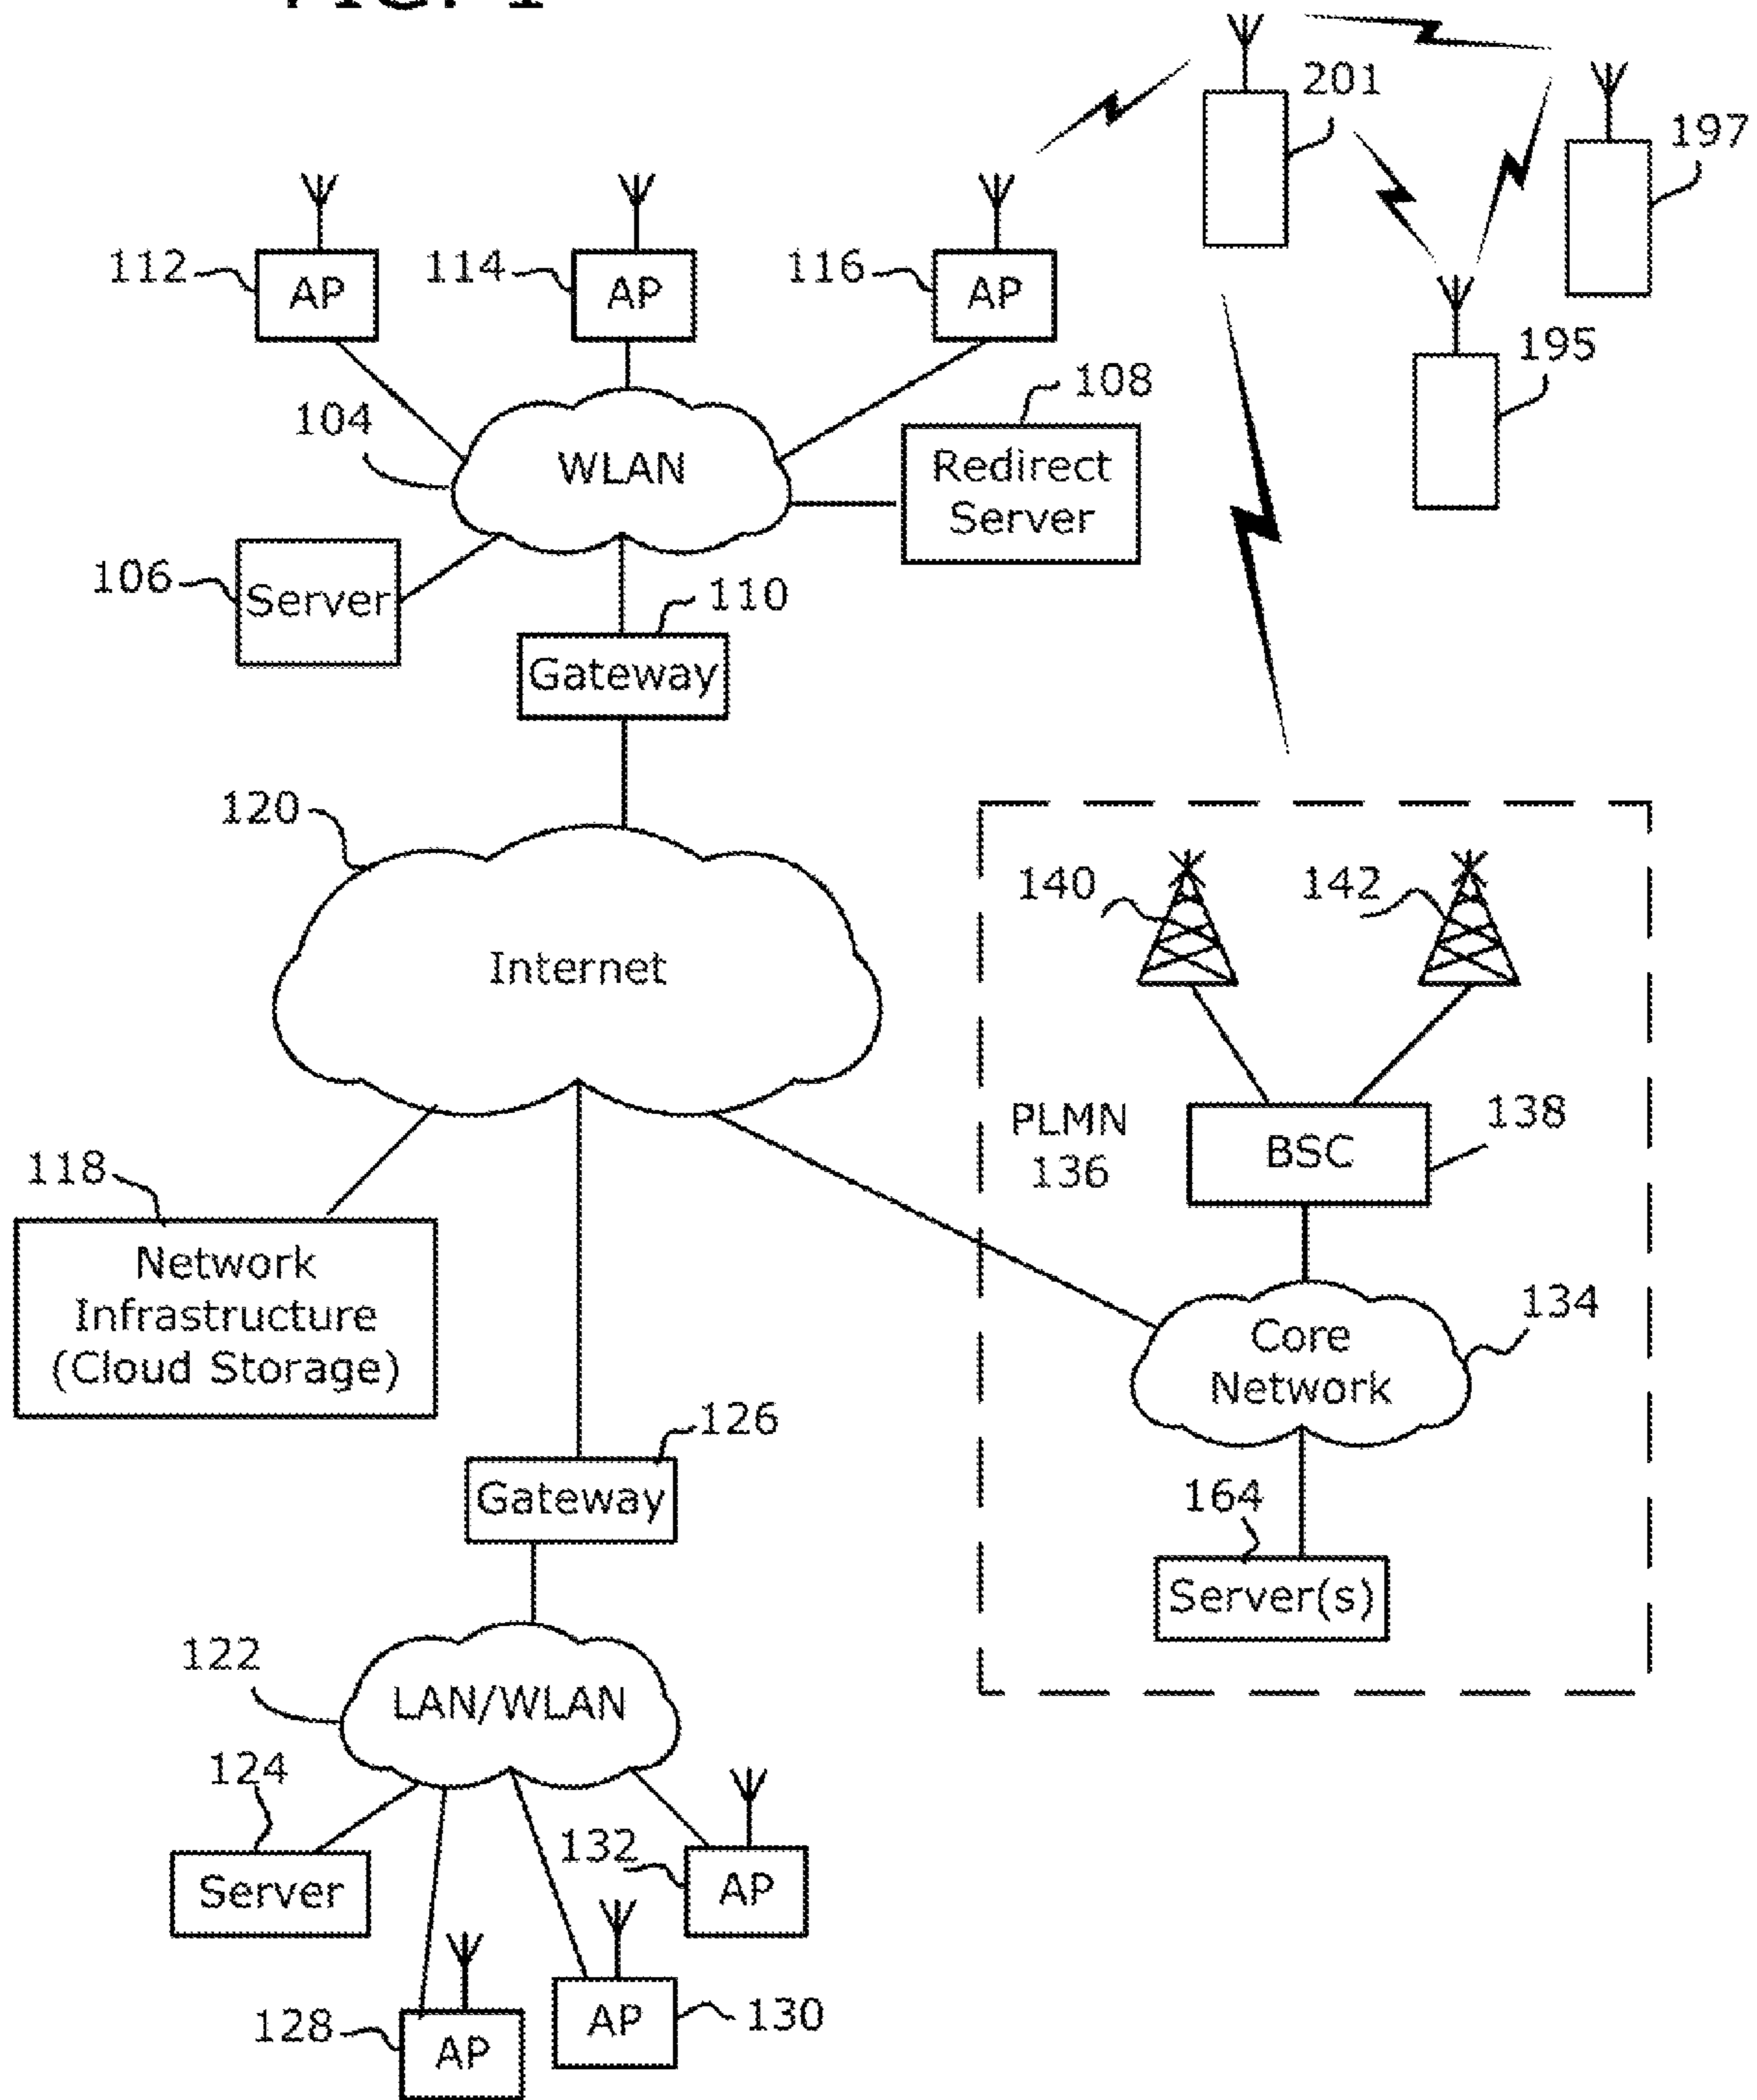 201
197
112
AP
114
AP
116
AP
195
108
104
WLAN
Redirect
Server
106
Server
110
Gateway
120
140
142
Internet
PLMN
136
BSC
138
118
Network
Infrastructure
(Cloud Storage)
134
Core
Network
126
Gateway
164
Server(s)
122
LAN/WLAN
124
Server
132
AP
128
AP
AP
130